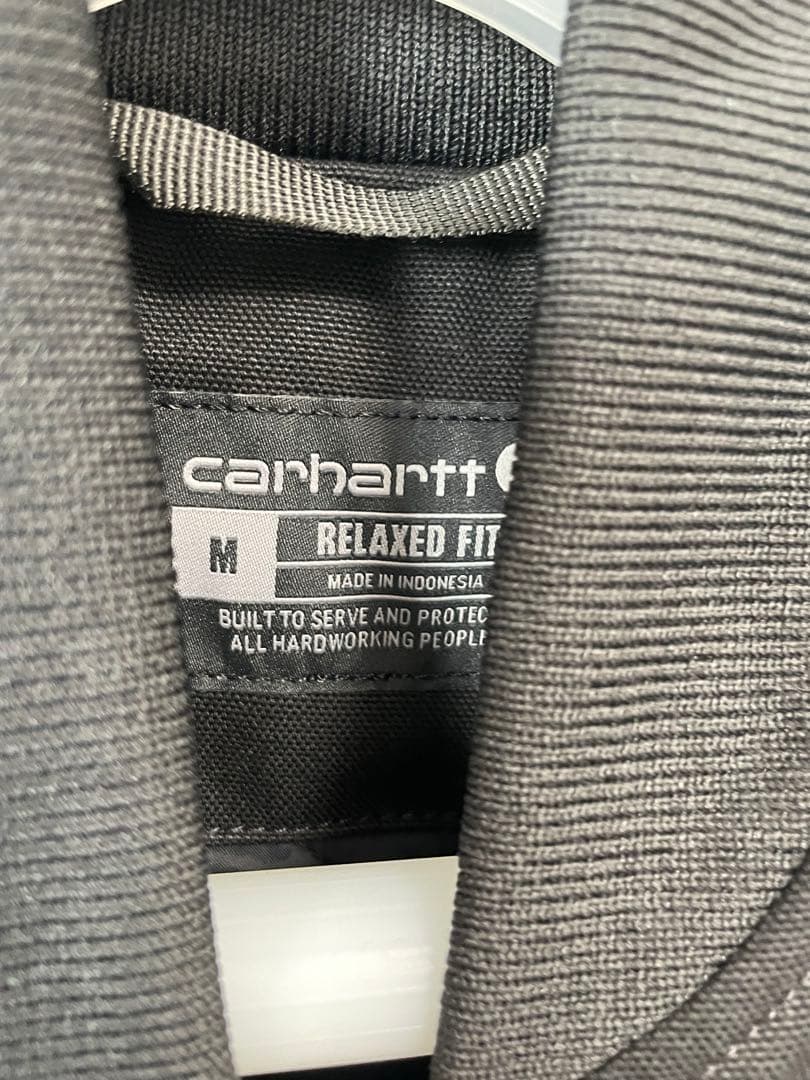 carhartt
M
RELAXED FIT
MADE IN INDONESIA
BUILT TO SERVE AND PROTEC
ALL HARDWORKING PEOPLE